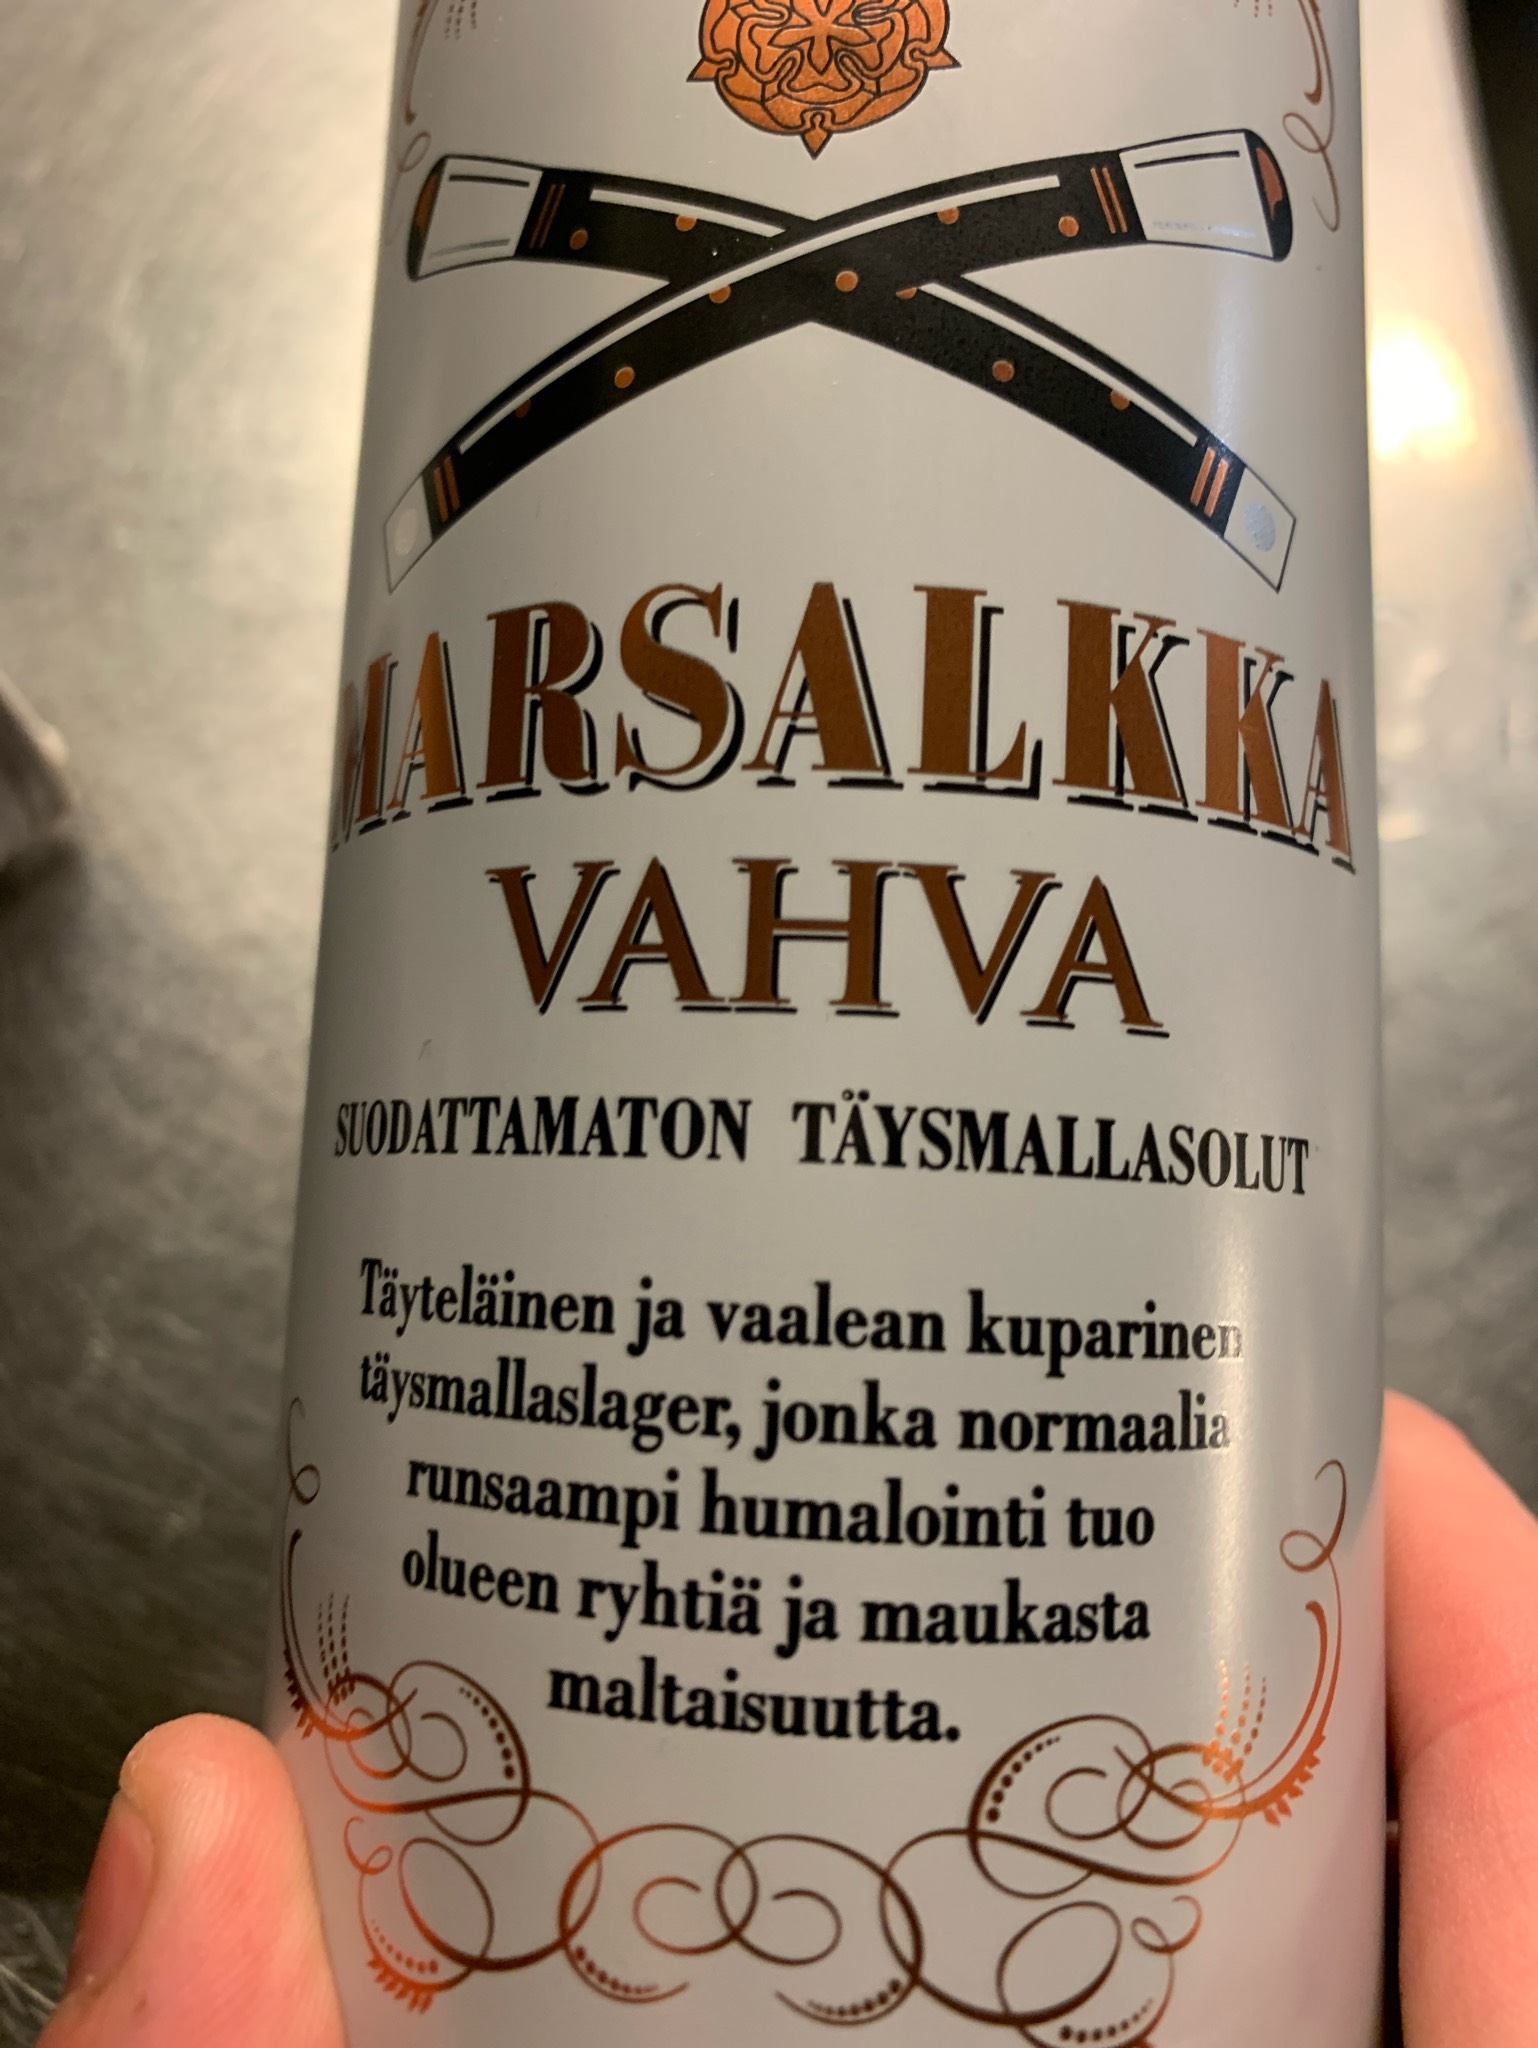 MARSALKKA
VAHVA
SUODATTAMATON TÄYSMALLASOLUT
Täyteläinen ja vaalean kuparinen
täysmallaslager, jonka normaalia
runsaampi humalointi tuo
olueen ryhtiä ja maukasta
maltaisuutta.